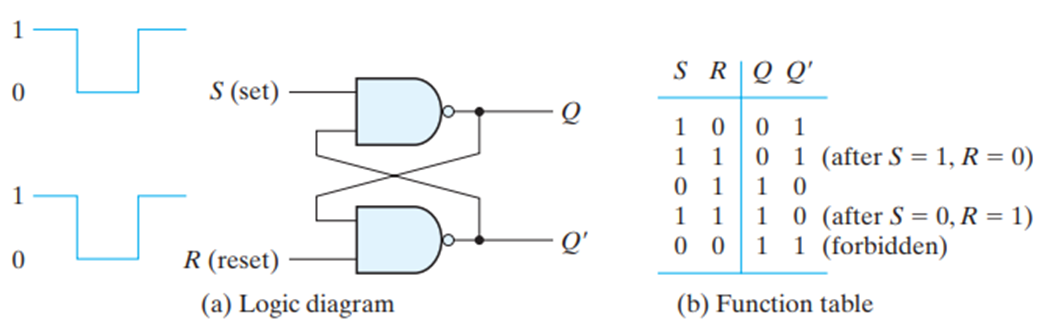 1
0
S (set)
Q
1
0
R (reset)
Q'
(a) Logic diagram
S R Q Q'
1 0 0 1
1 1 0 1 (after S = 1, R = 0)
0 1 1 0
1 1 1 0 (after S = 0, R = 1)
0 0 1 1 (forbidden)
(b) Function table